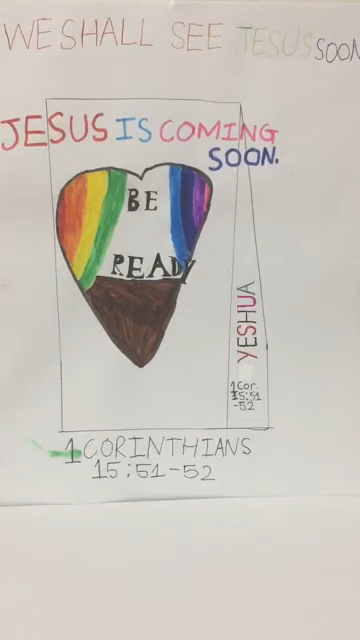 WE SHALL SEE JESUS SOON
JESUS IS COMING
SOON.
BE
READY
YESHUA
1 Cor.
15:51
-52
1 CORINTHIANS
15:51-52